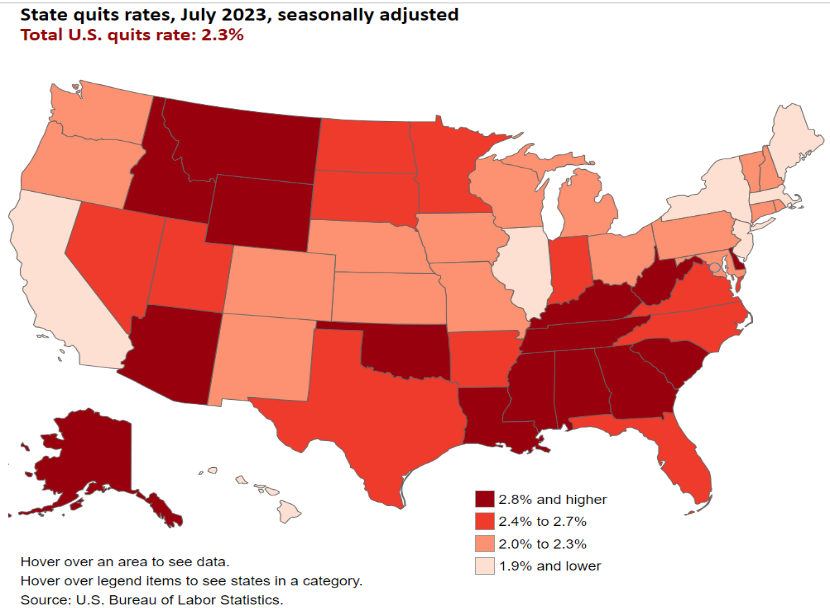 State quits rates, July 2023, seasonally adjusted
Total U.S. quits rate: 2.3%
2.8% and higher
2.4% to 2.7%
2.0% to 2.3%
1.9% and lower
Hover over an area to see data.
Hover over legend items to see states in a category.
Source: U.S. Bureau of Labor Statistics.